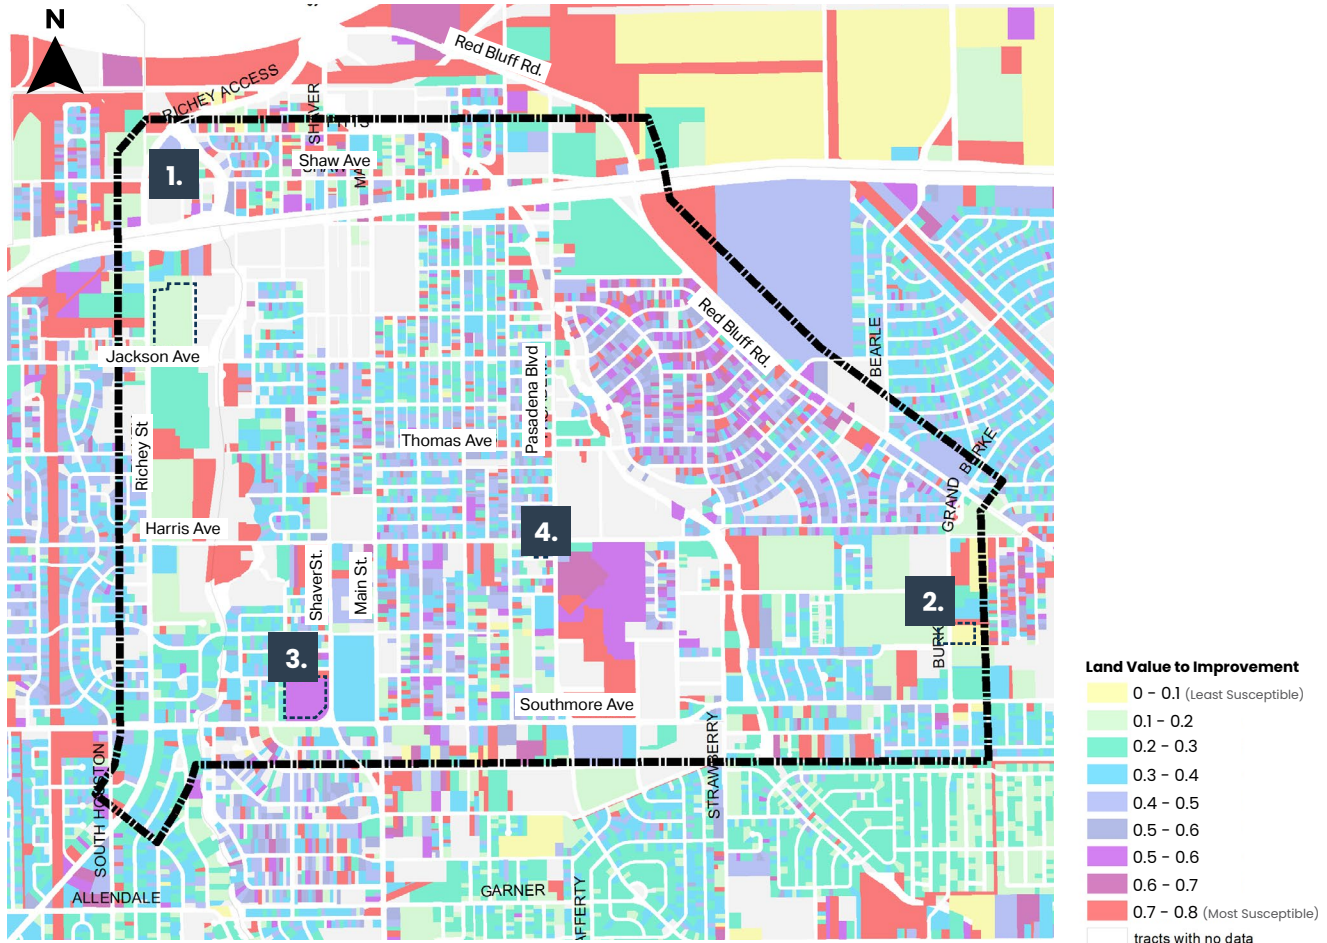 N
Red Bluff Rd.
RICHEY ACCESS
SHAVER
Shaw Ave
1.
Red Bluff Rd.
BEARLE
Jackson Ave
Pasadena Blvd
Richey St
Thomas Ave
GRAND
Harris Ave
4.
ShaverSt.
Main St.
2.
3.
Southmore Ave
STRAWBERRY
SOUTH HOUSTON
ALLENDALE
GARNER
AFFERTY
Land Value to Improvement
0 - 0.1 (Least Susceptible)
0.1 - 0.2
0.2 - 0.3
0.3 - 0.4
0.4 - 0.5
0.5 - 0.6
0.5 - 0.6
0.6 - 0.7
0.7 - 0.8 (Most Susceptible)
tracts with no data